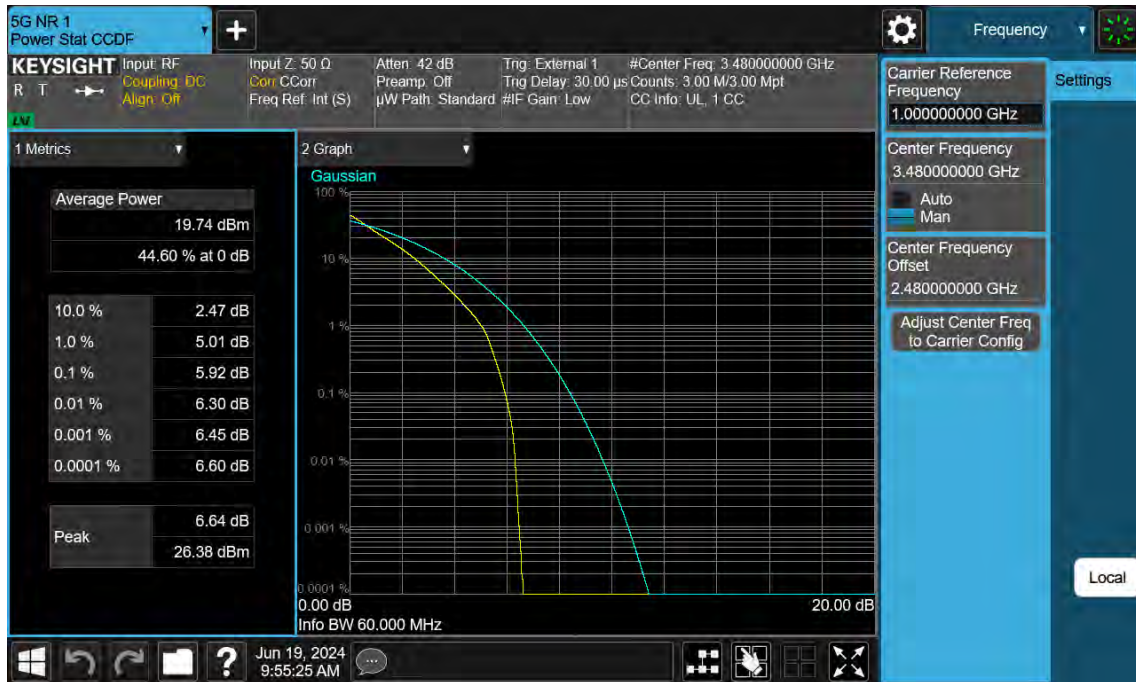 5G NR 1
Power Stat CCDF
+
Frequency
KEYSIGHT
R T
LXI
Input: RF
Coupling: DC
Align: Off
Input Z: 50 Ω
Corr CCorr
Freq Ref: Int (S)
Atten: 42 dB
Preamp: Off
µW Path: Standard
Trig: External 1
Trig Delay: 30.00 µs
#IF Gain: Low
#Center Freq: 3.480000000 GHz
Counts: 3.00 M/3.00 Mpt
CC Info: UL, 1 CC
1 Metrics
Average Power
19.74 dBm
44.60 % at 0 dB
10.0 % 2.47 dB
1.0 % 5.01 dB
0.1 % 5.92 dB
0.01 % 6.30 dB
0.001 % 6.45 dB
0.0001 % 6.60 dB
Peak
6.64 dB
26.38 dBm
2 Graph
Gaussian
100 %
10 %
1 %
0.1 %
0.01 %
0.001 %
0.0001 %
0.00 dB 20.00 dB
Info BW 60.000 MHz
Carrier Reference
Frequency
1.000000000 GHz
Center Frequency
3.480000000 GHz
Auto
Man
Center Frequency
Offset
2.480000000 GHz
Adjust Center Freq
to Carrier Config
Settings
Local
?
Jun 19, 2024
9:55:25 AM